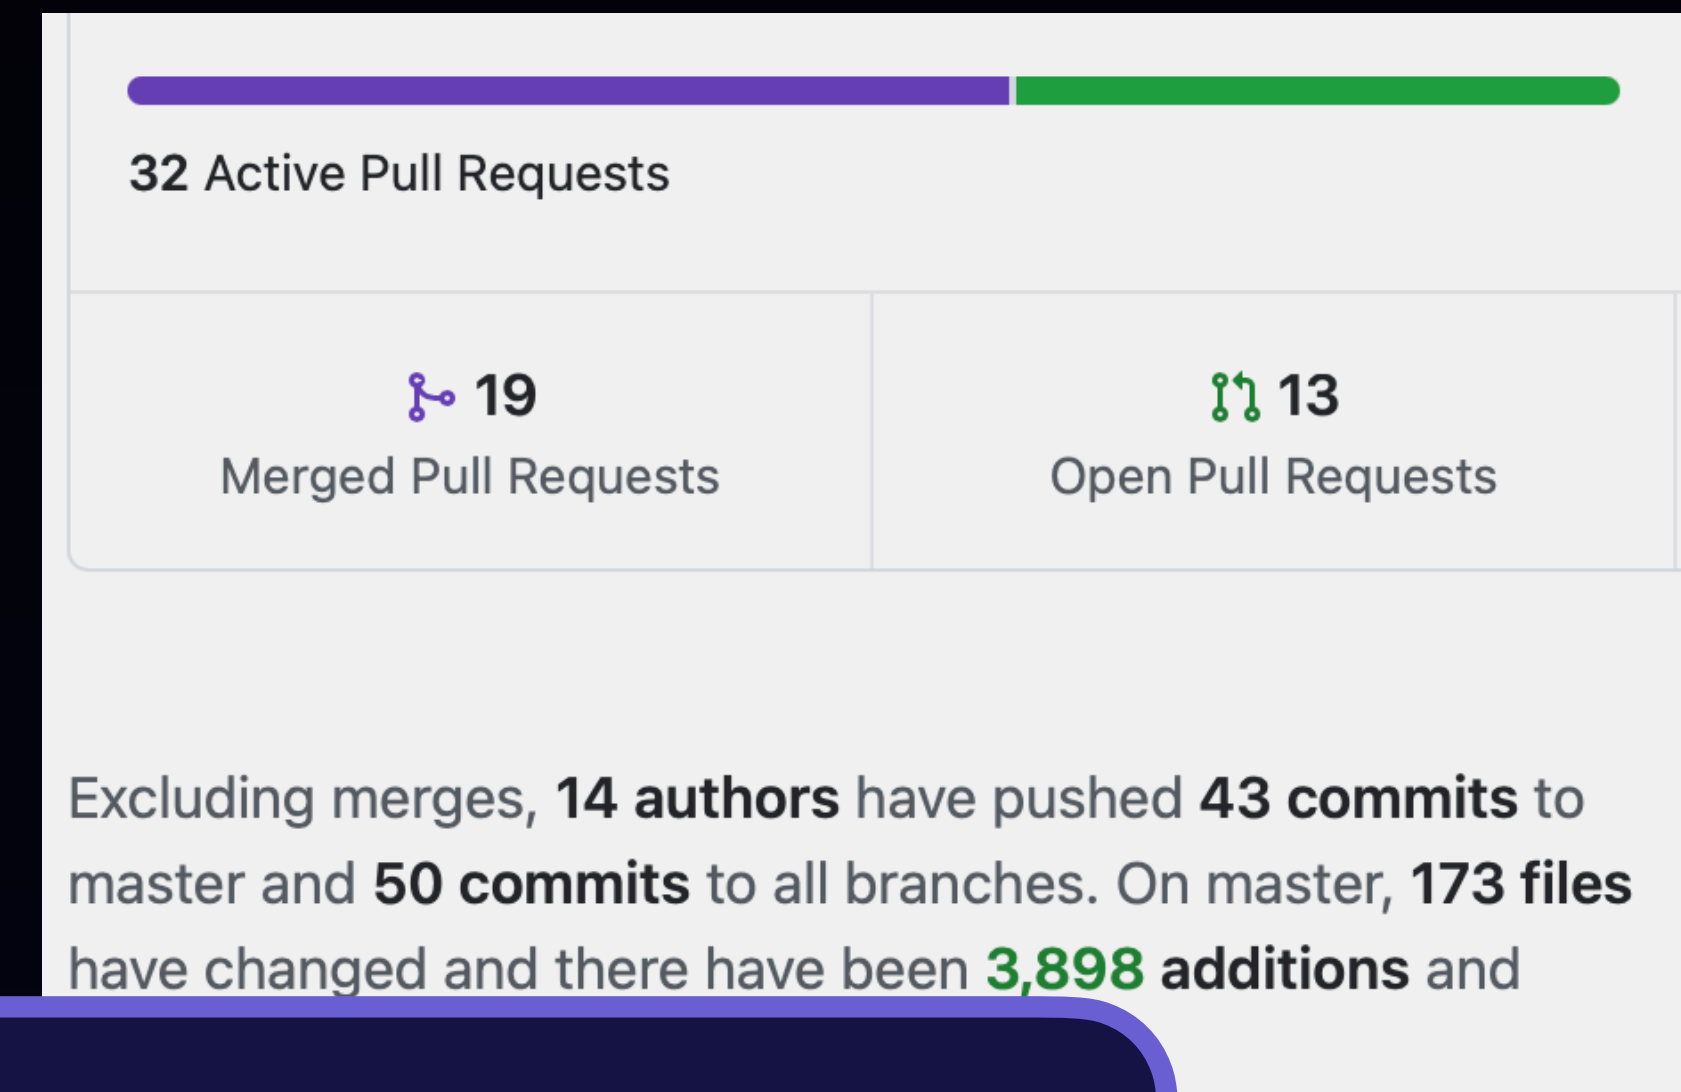 32 Active Pull Requests
19
Merged Pull Requests
13
Open Pull Requests
Excluding merges, 14 authors have pushed 43 commits to
master and 50 commits to all branches. On master, 173 files
have changed and there have been 3,898 additions and